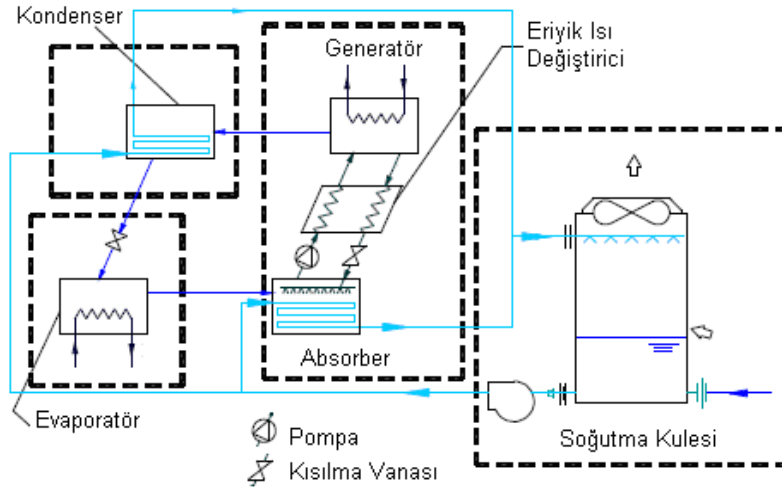 Kondenser
Generatör
Eriyik Isı
Değiştirici
Absorber
Evaporatör
Pompa
Kısılma Vanası
Soğutma Kulesi